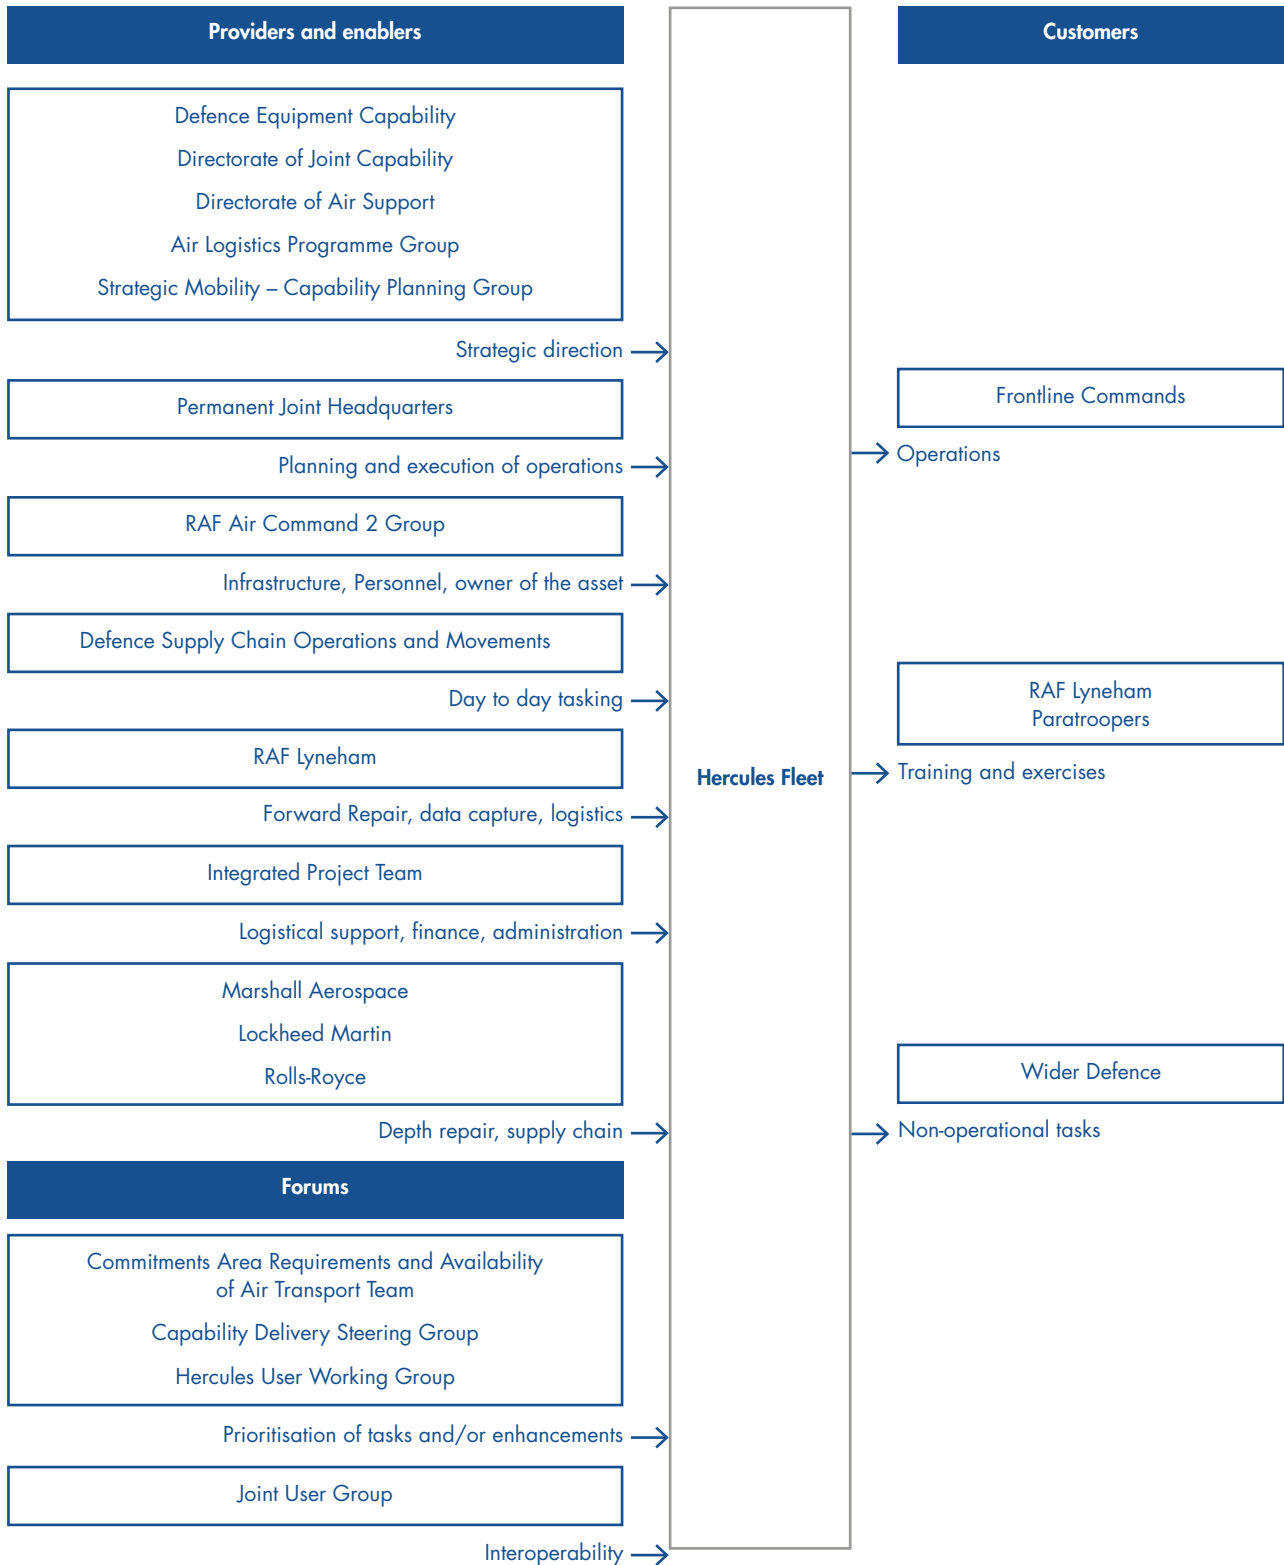 Providers and enablers
Defence Equipment Capability
Directorate of Joint Capability
Directorate of Air Support
Air Logistics Programme Group
Strategic Mobility – Capability Planning Group
Strategic direction
Permanent Joint Headquarters
Planning and execution of operations
RAF Air Command 2 Group
Infrastructure, Personnel, owner of the asset
Defence Supply Chain Operations and Movements
Day to day tasking
RAF Lyneham
Forward Repair, data capture, logistics
Integrated Project Team
Logistical support, finance, administration
Marshall Aerospace
Lockheed Martin
Rolls-Royce
Depth repair, supply chain
Forums
Commitments Area Requirements and Availability
of Air Transport Team
Capability Delivery Steering Group
Hercules User Working Group
Prioritisation of tasks and/or enhancements
Joint User Group
Interoperability
Hercules Fleet
Customers
Frontline Commands
Operations
RAF Lyneham
Paratroopers
Training and exercises
Wider Defence
Non-operational tasks